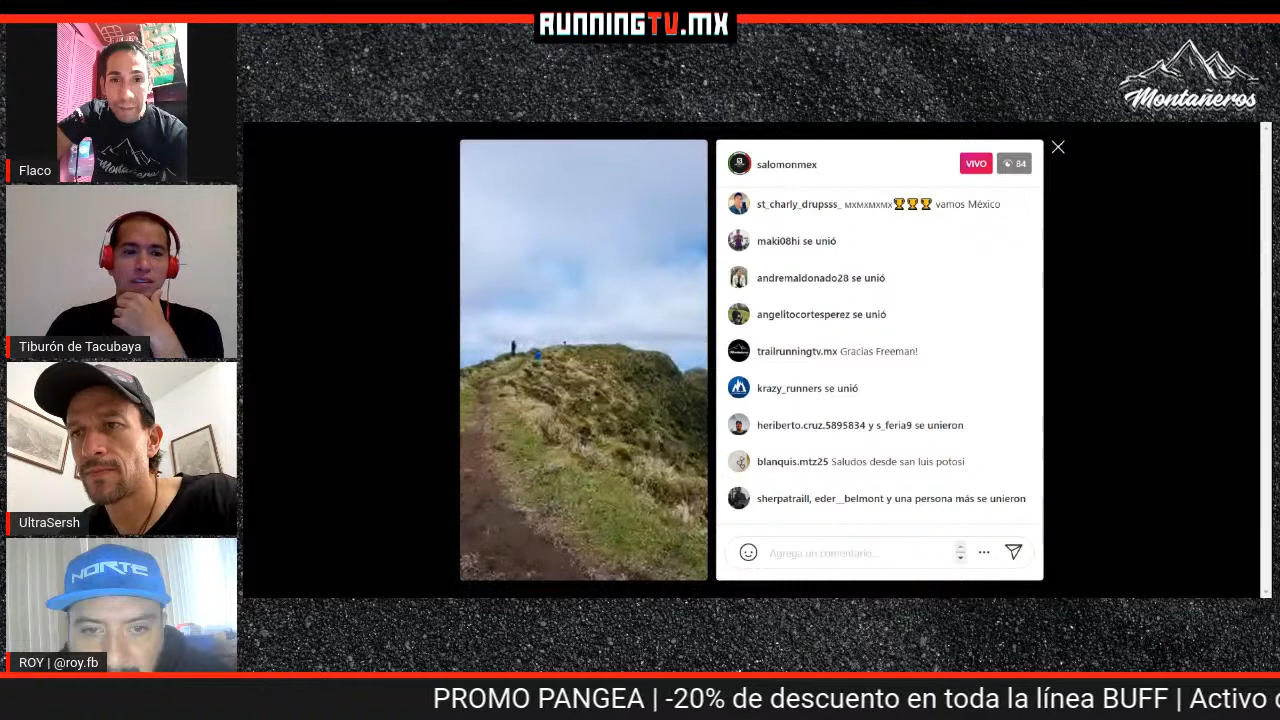 RUNNINGTV.MX
Montañeros
Flaco
Tiburón de Tacubaya
UltraSersh
NORTE
ROY | @roy.fb
salomonmex
VIVO
84
st_charly_drupsss_ мxмxмxмx🏆🏆🏆 vamos México
maki08hi se unió
andremaldonado28 se unió
angelitocortesperez se unió
trailrunningtv.mx Gracias Freeman!
krazy_runners se unió
heriberto.cruz.5895834 y s_feria9 se unieron
blanquis.mtz25 Saludos desde san luis potosi
sherpatraill, eder__belmont y una persona más se unieron
Agrega un comentario...
PROMO PANGEA | -20% de descuento en toda la línea BUFF | Activo